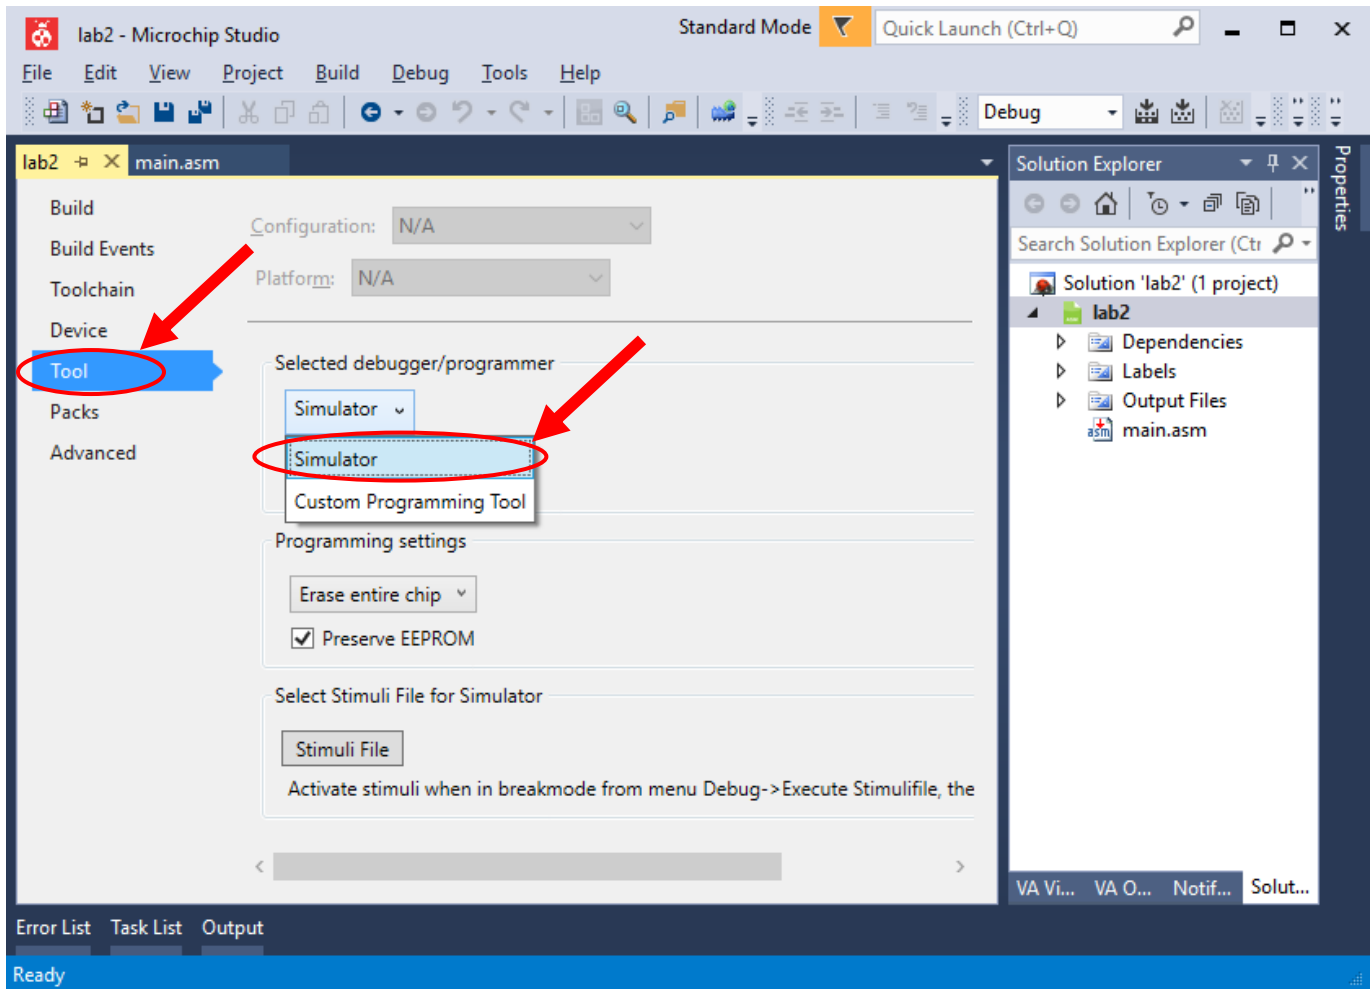 lab2 - Microchip Studio
Standard Mode
Quick Launch (Ctrl+Q)
File Edit View Project Build Debug Tools Help
Debug
lab2
main.asm
Build
Build Events
Toolchain
Device
Tool
Packs
Advanced
Configuration: N/A
Platform: N/A
Selected debugger/programmer
Simulator
Simulator
Custom Programming Tool
Programming settings
Erase entire chip
Preserve EEPROM
Select Stimuli File for Simulator
Stimuli File
Activate stimuli when in breakmode from menu Debug->Execute Stimulifile, the
Solution Explorer
Search Solution Explorer (Ctr
Solution 'lab2' (1 project)
lab2
Dependencies
Labels
Output Files
asm main.asm
VA Vi... VA O... Notif... Solut...
Properties
Error List Task List Output
Ready